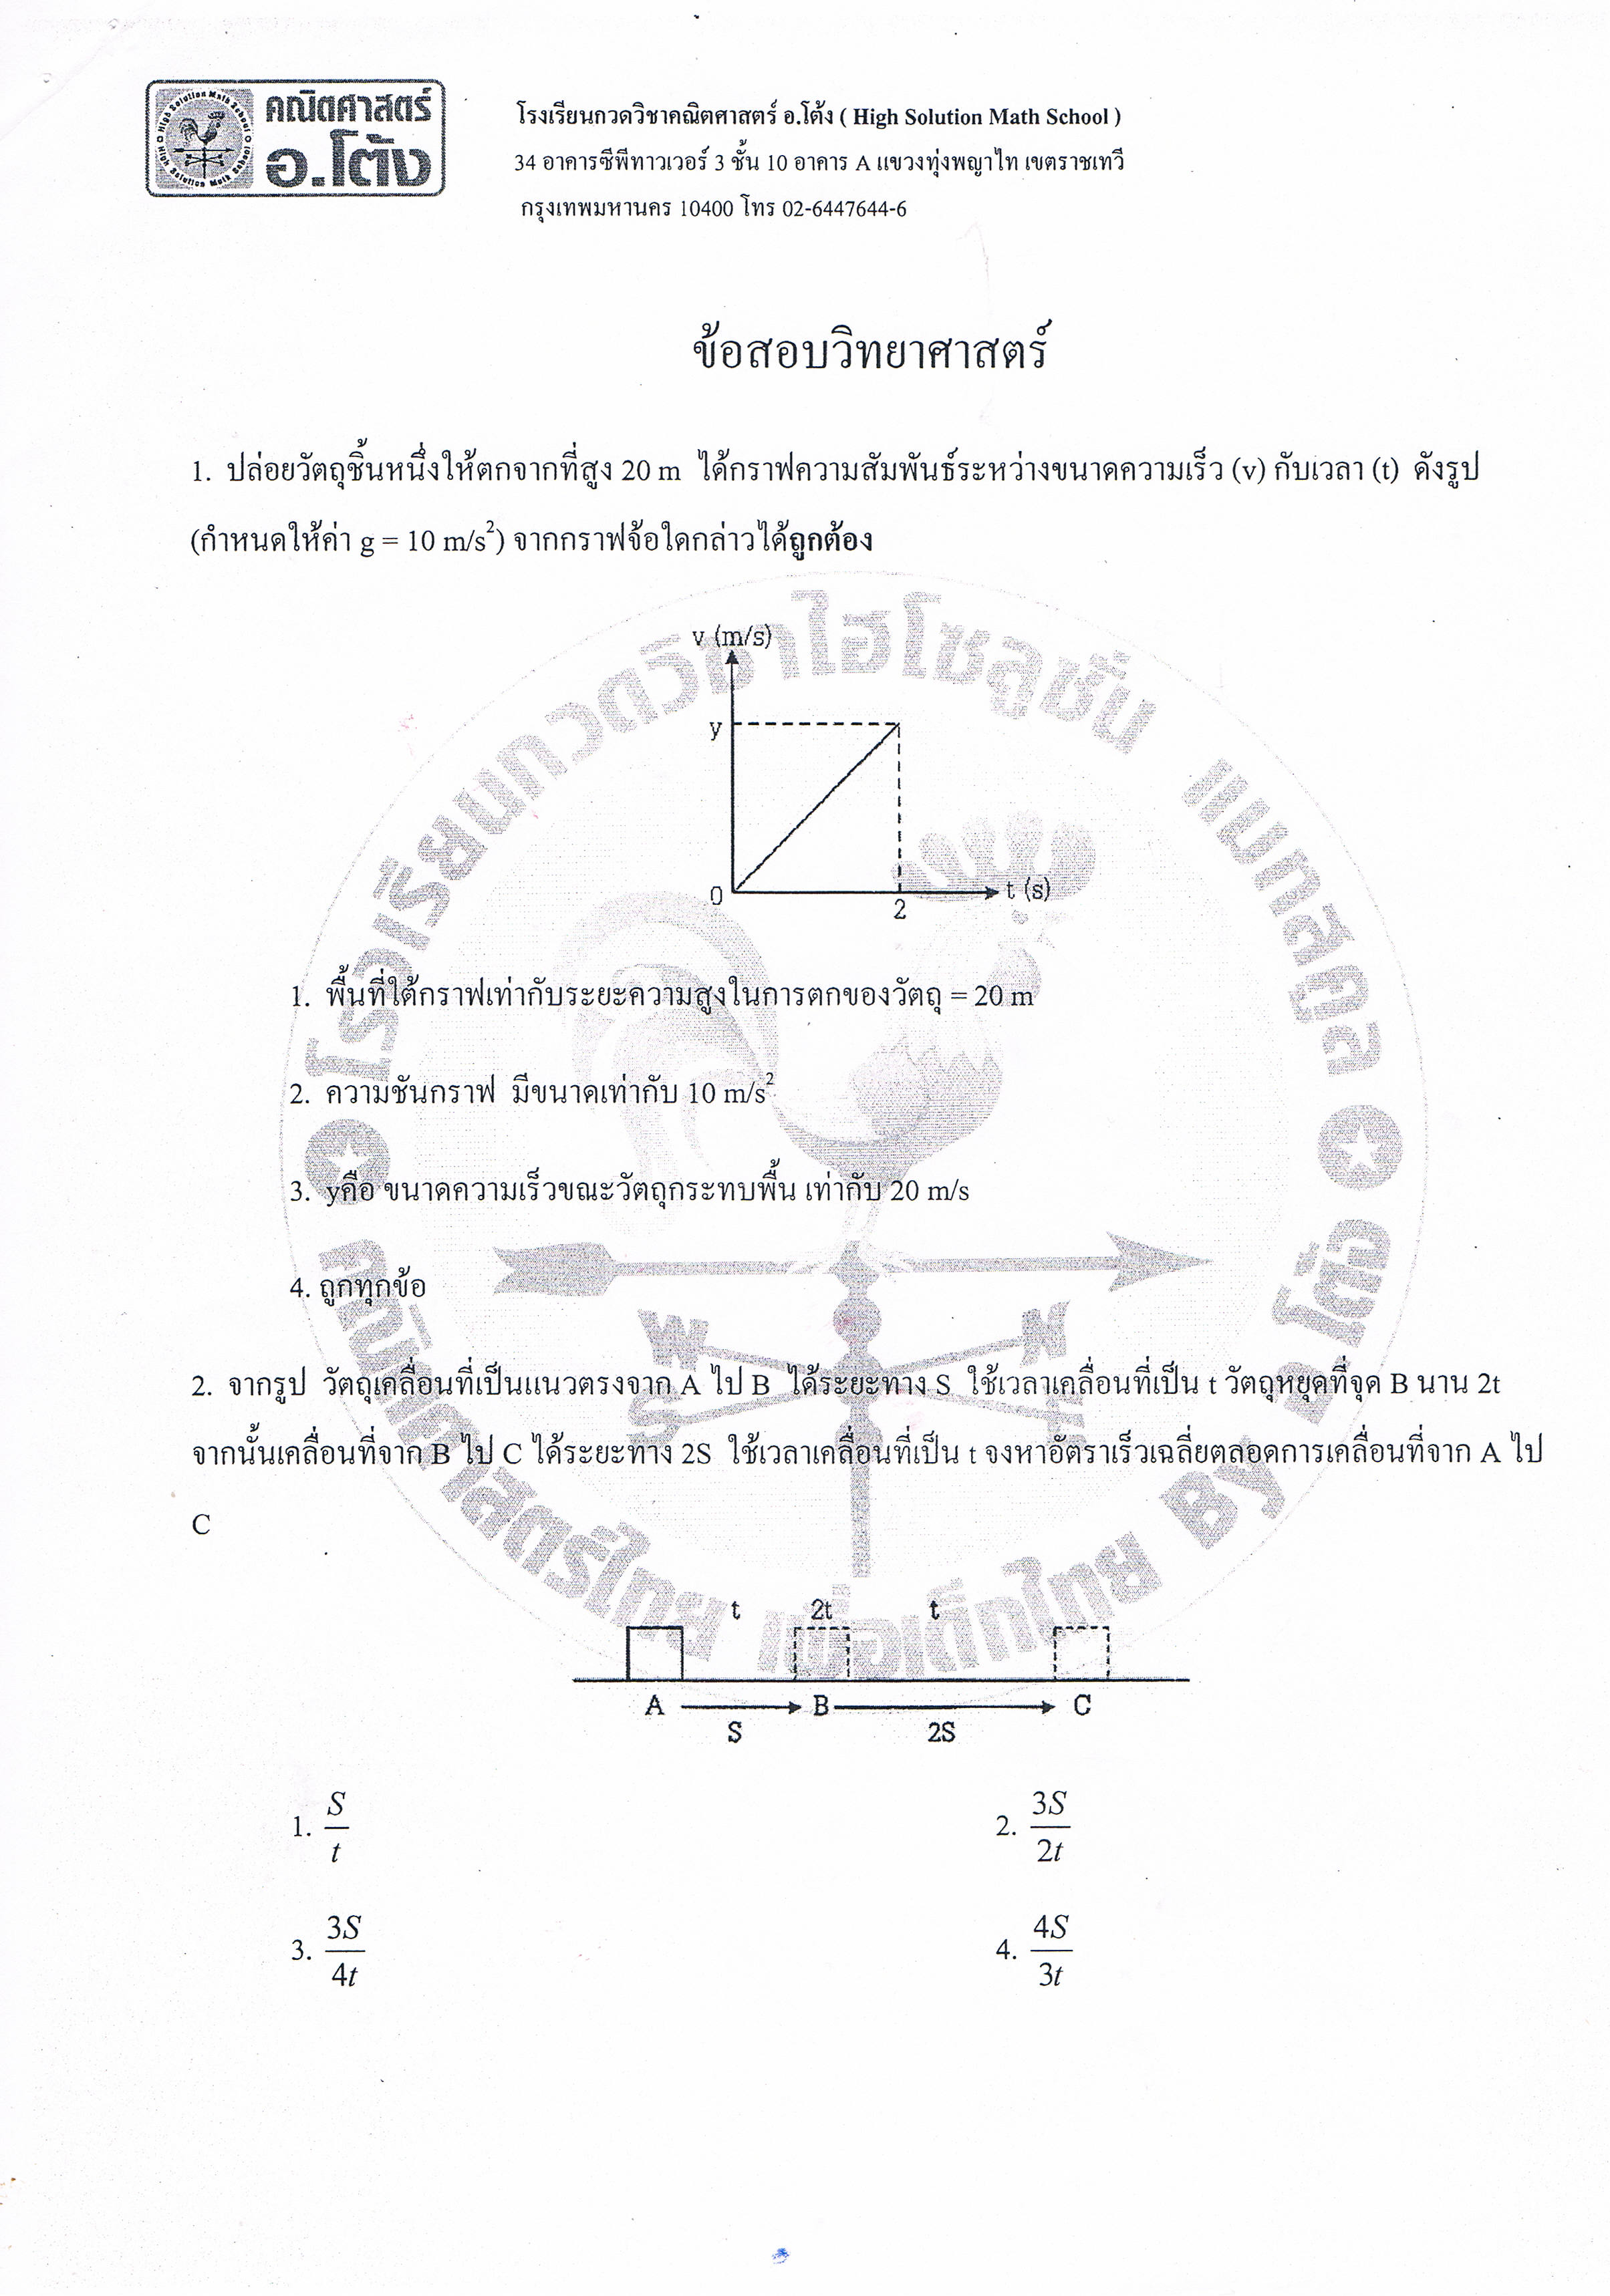 คณิตศาสตร์
อ.โต้ง
High Solution Math School
High Solution Math School
โรงเรียนกวดวิชาคณิตศาสตร์ อ.โต้ง ( High Solution Math School )
34 อาคารซีพีทาวเวอร์ 3 ชั้น 10 อาคาร A แขวงทุ่งพญาไท เขตราชเทวี
กรุงเทพมหานคร 10400 โทร 02-6447644-6
ข้อสอบวิทยาศาสตร์
1. ปล่อยวัตถุชิ้นหนึ่งให้ตกจากที่สูง 20 m ได้กราฟความสัมพันธ์ระหว่างขนาดความเร็ว (v) กับเวลา (t) ดังรูป
(กำหนดให้ค่า g = 10 m/s²) จากกราฟจ้อใดกล่าวได้ถูกต้อง
v (m/s)
y
0
2
t (s)
1. พื้นที่ใต้กราฟเท่ากับระยะความสูงในการตกของวัตถุ = 20 m
2. ความชันกราฟ มีขนาดเท่ากับ 10 m/s²
3. yคือ ขนาดความเร็วขณะวัตถุกระทบพื้น เท่ากับ 20 m/s
4. ถูกทุกข้อ
2. จากรูป วัตถุเคลื่อนที่เป็นแนวตรงจาก A ไป B ได้ระยะทาง S ใช้เวลาเคลื่อนที่เป็น t วัตถุหยุดที่จุด B นาน 2t
จากนั้นเคลื่อนที่จาก B ไป C ได้ระยะทาง 2S ใช้เวลาเคลื่อนที่เป็น t จงหาอัตราเร็วเฉลี่ยตลอดการเคลื่อนที่จาก A ไป
C
t 2t t
A B C
S 2S
1. S/t 2. 3S/2t
3. 3S/4t 4. 4S/3t
โรงเรียนกวดวิชาไฮโซลูชั่น แมทสคูล
คณิตศาสตร์ไทย เพื่อเด็กไทย By อ.โต้ง
W N S E